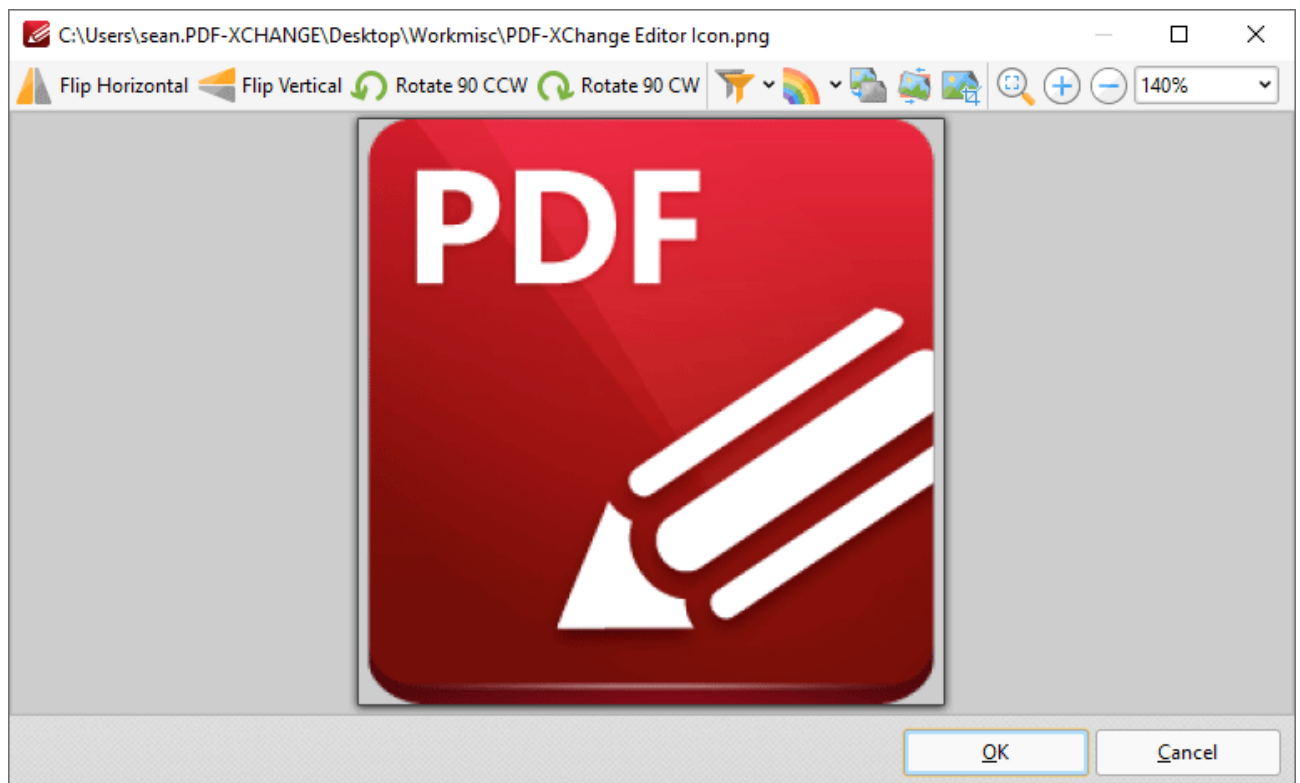 C:\Users\sean.PDF-XCHANGE\Desktop\Workmisc\PDF-XChange Editor Icon.png
Flip Horizontal Flip Vertical Rotate 90 CCW Rotate 90 CW 140%
PDF
OK Cancel